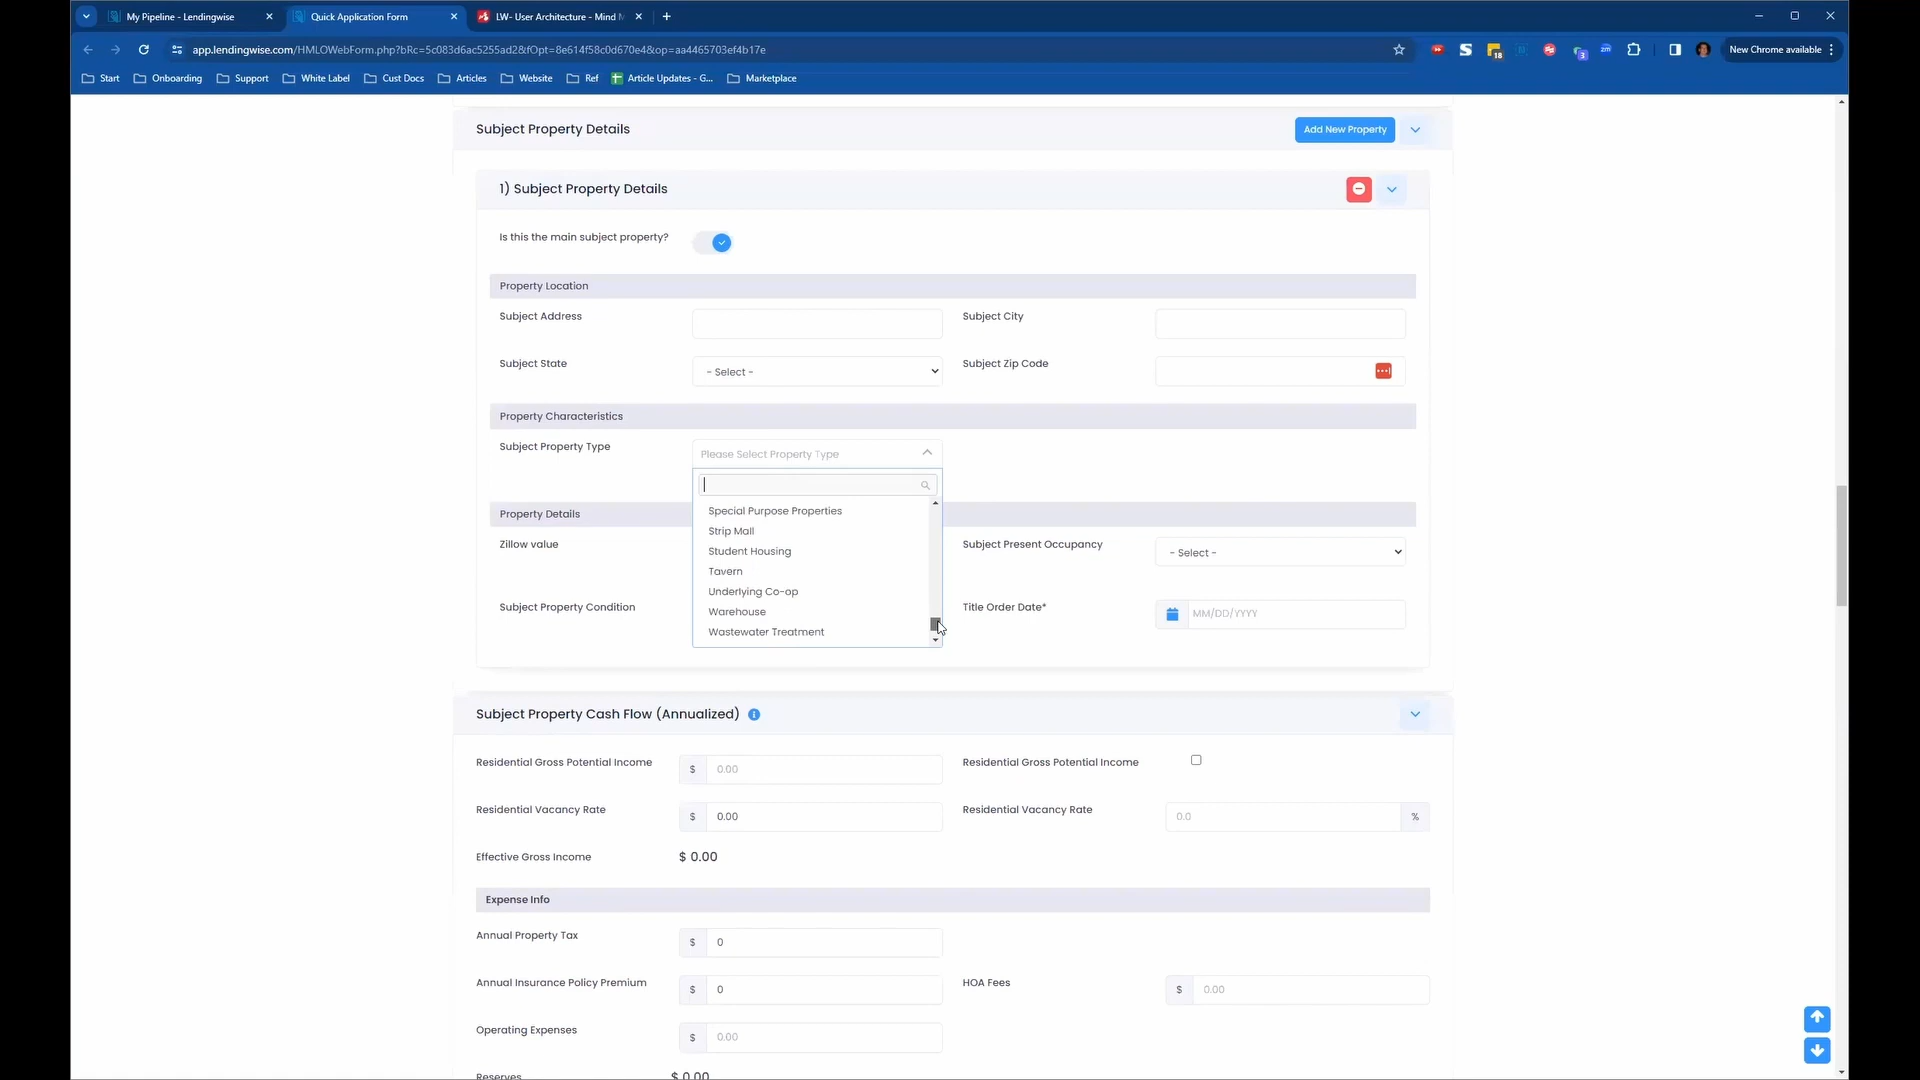 My Pipeline - Lendingwise
Quick Application Form
LW- User Architecture - Mind M
app.lendingwise.com/HMLOWebForm.php?bRc=5c083d6ac5255ad2&fOpt=8e614f58c0d670e4&op=aa4465703ef4b17e
18
3
zm
New Chrome available
Start
Onboarding
Support
White Label
Cust Docs
Articles
Website
Ref
Article Updates - G...
Marketplace
Subject Property Details
Add New Property
1) Subject Property Details
Is this the main subject property?
Property Location
Subject Address
Subject City
Subject State
- Select -
Subject Zip Code
Property Characteristics
Subject Property Type
Please Select Property Type
Special Purpose Properties
Strip Mall
Student Housing
Tavern
Underlying Co-op
Warehouse
Wastewater Treatment
Property Details
Zillow value
Subject Present Occupancy
- Select -
Subject Property Condition
Title Order Date*
MM/DD/YYYY
Subject Property Cash Flow (Annualized)
Residential Gross Potential Income
$ 0.00
Residential Gross Potential Income
Residential Vacancy Rate
$ 0.00
Residential Vacancy Rate
0.0 %
Effective Gross Income
$ 0.00
Expense Info
Annual Property Tax
$ 0
Annual Insurance Policy Premium
$ 0
HOA Fees
$ 0.00
Operating Expenses
$ 0.00
Reserves
$ 0.00